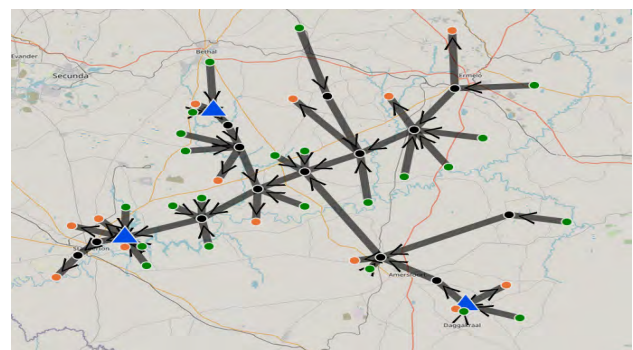 Evander
Bethal
Secunda
Ermelo
Amersfoort
Daggakraal